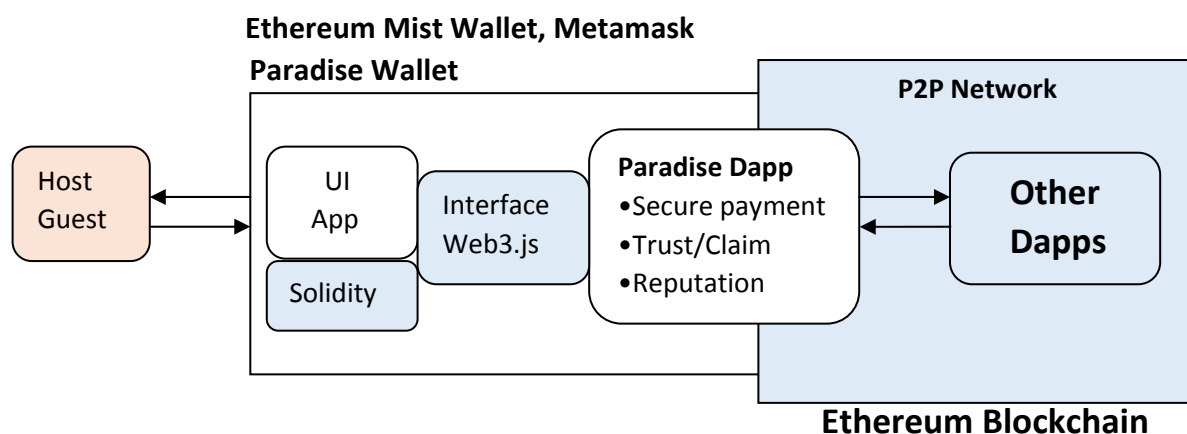 Ethereum Mist Wallet, Metamask
Paradise Wallet
P2P Network
Host
Guest
UI
App
Solidity
Interface
Web3.js
Paradise Dapp
•Secure payment
•Trust/Claim
•Reputation
Other
Dapps
Ethereum Blockchain